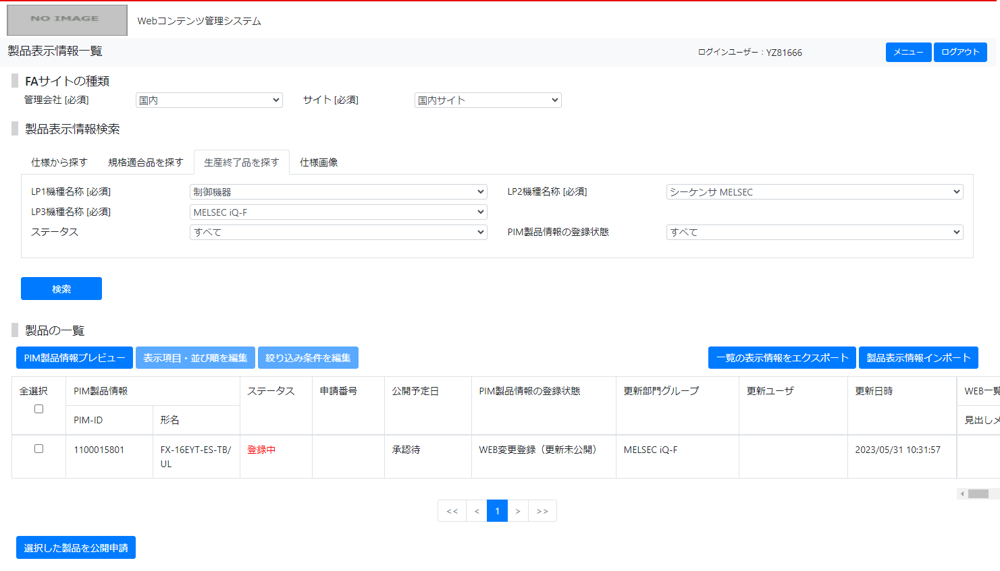 NO IMAGE
Webコンテンツ管理システム
製品表示情報一覧
ログインユーザー：YZ81666
メニュー
ログアウト
FAサイトの種類
管理会社 [必須]
国内
サイト [必須]
国内サイト
製品表示情報検索
仕様から探す
規格適合品を探す
生産終了品を探す
仕様画像
LP1機種名称 [必須]
制御機器
LP2機種名称 [必須]
シーケンサ MELSEC
LP3機種名称 [必須]
MELSEC iQ-F
ステータス
すべて
PIM製品情報の登録状態
すべて
検索
製品の一覧
PIM製品情報プレビュー
表示項目・並び順を編集
絞り込み条件を編集
一覧の表示情報をエクスポート
製品表示情報インポート
全選択
PIM製品情報
ステータス
申請番号
公開予定日
PIM製品情報の登録状態
更新部門グループ
更新ユーザ
更新日時
WEB一覧
PIM-ID
形名
見出しメ
1100015801
FX-16EYT-ES-TB/
UL
登録中
承認待
WEB変更登録（更新未公開）
MELSEC iQ-F
2023/05/31 10:31:57
<<
<
1
>
>>
選択した製品を公開申請